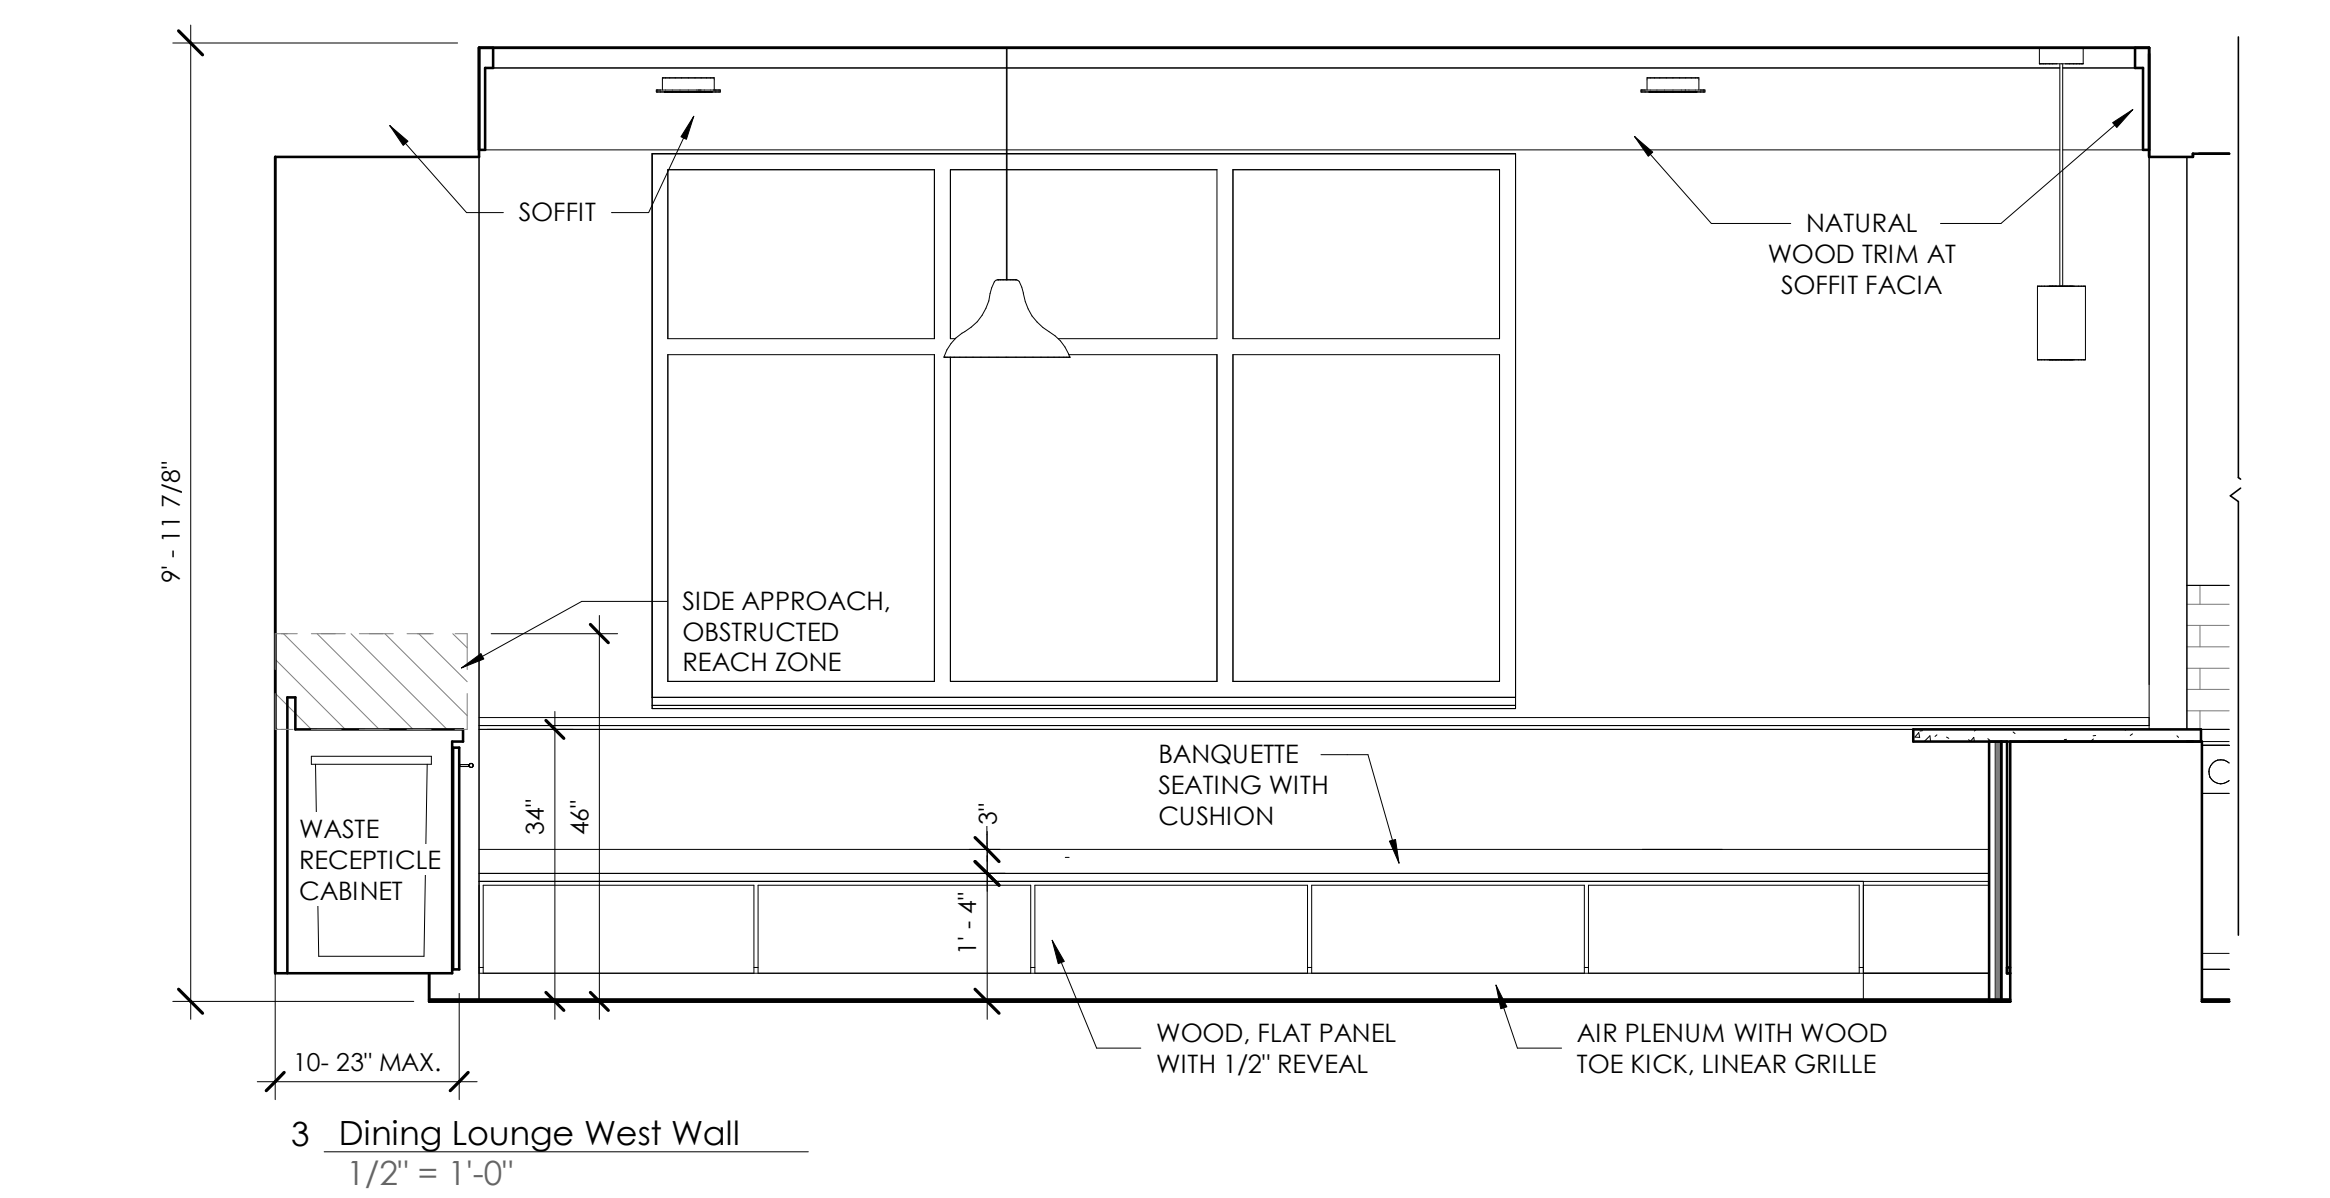 SOFFIT
NATURAL
WOOD TRIM AT
SOFFIT FACIA
9' - 11 7/8"
SIDE APPROACH,
OBSTRUCTED
REACH ZONE
BANQUETTE
SEATING WITH
CUSHION
34"
46"
3"
WASTE
RECEPTICLE
CABINET
1' - 4"
WOOD, FLAT PANEL
WITH 1/2" REVEAL
AIR PLENUM WITH WOOD
TOE KICK, LINEAR GRILLE
10- 23" MAX.
3 Dining Lounge West Wall
1/2" = 1'-0"